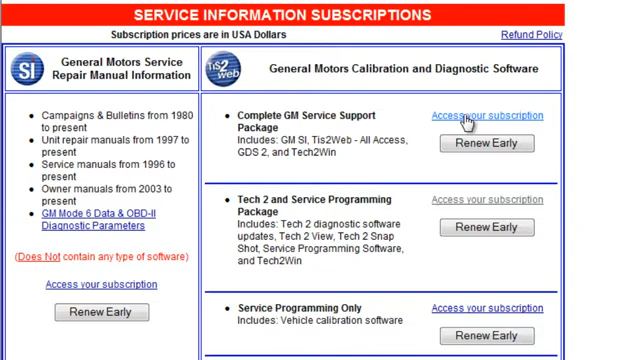 SERVICE INFORMATION SUBSCRIPTIONS
Subscription prices are in USA Dollars
Refund Policy
SI
General Motors Service
Repair Manual Information
Campaigns & Bulletins from 1980
to present
Unit repair manuals from 1997 to
present
Service manuals from 1996 to
present
Owner manuals from 2003 to
present
GM Mode 6 Data & OBD-II
Diagnostic Parameters
(Does Not contain any type of software)
Access your subscription
Renew Early
Tis2
web
General Motors Calibration and Diagnostic Software
Complete GM Service Support
Package
Includes: GM SI, Tis2Web - All Access,
GDS 2, and Tech2Win
Access your subscription
Renew Early
Tech 2 and Service Programming
Package
Includes: Tech 2 diagnostic software
updates, Tech 2 View, Tech 2 Snap
Shot, Service Programming Software,
and Tech2Win
Access your subscription
Renew Early
Service Programming Only
Includes: Vehicle calibration software
Access your subscription
Renew Early